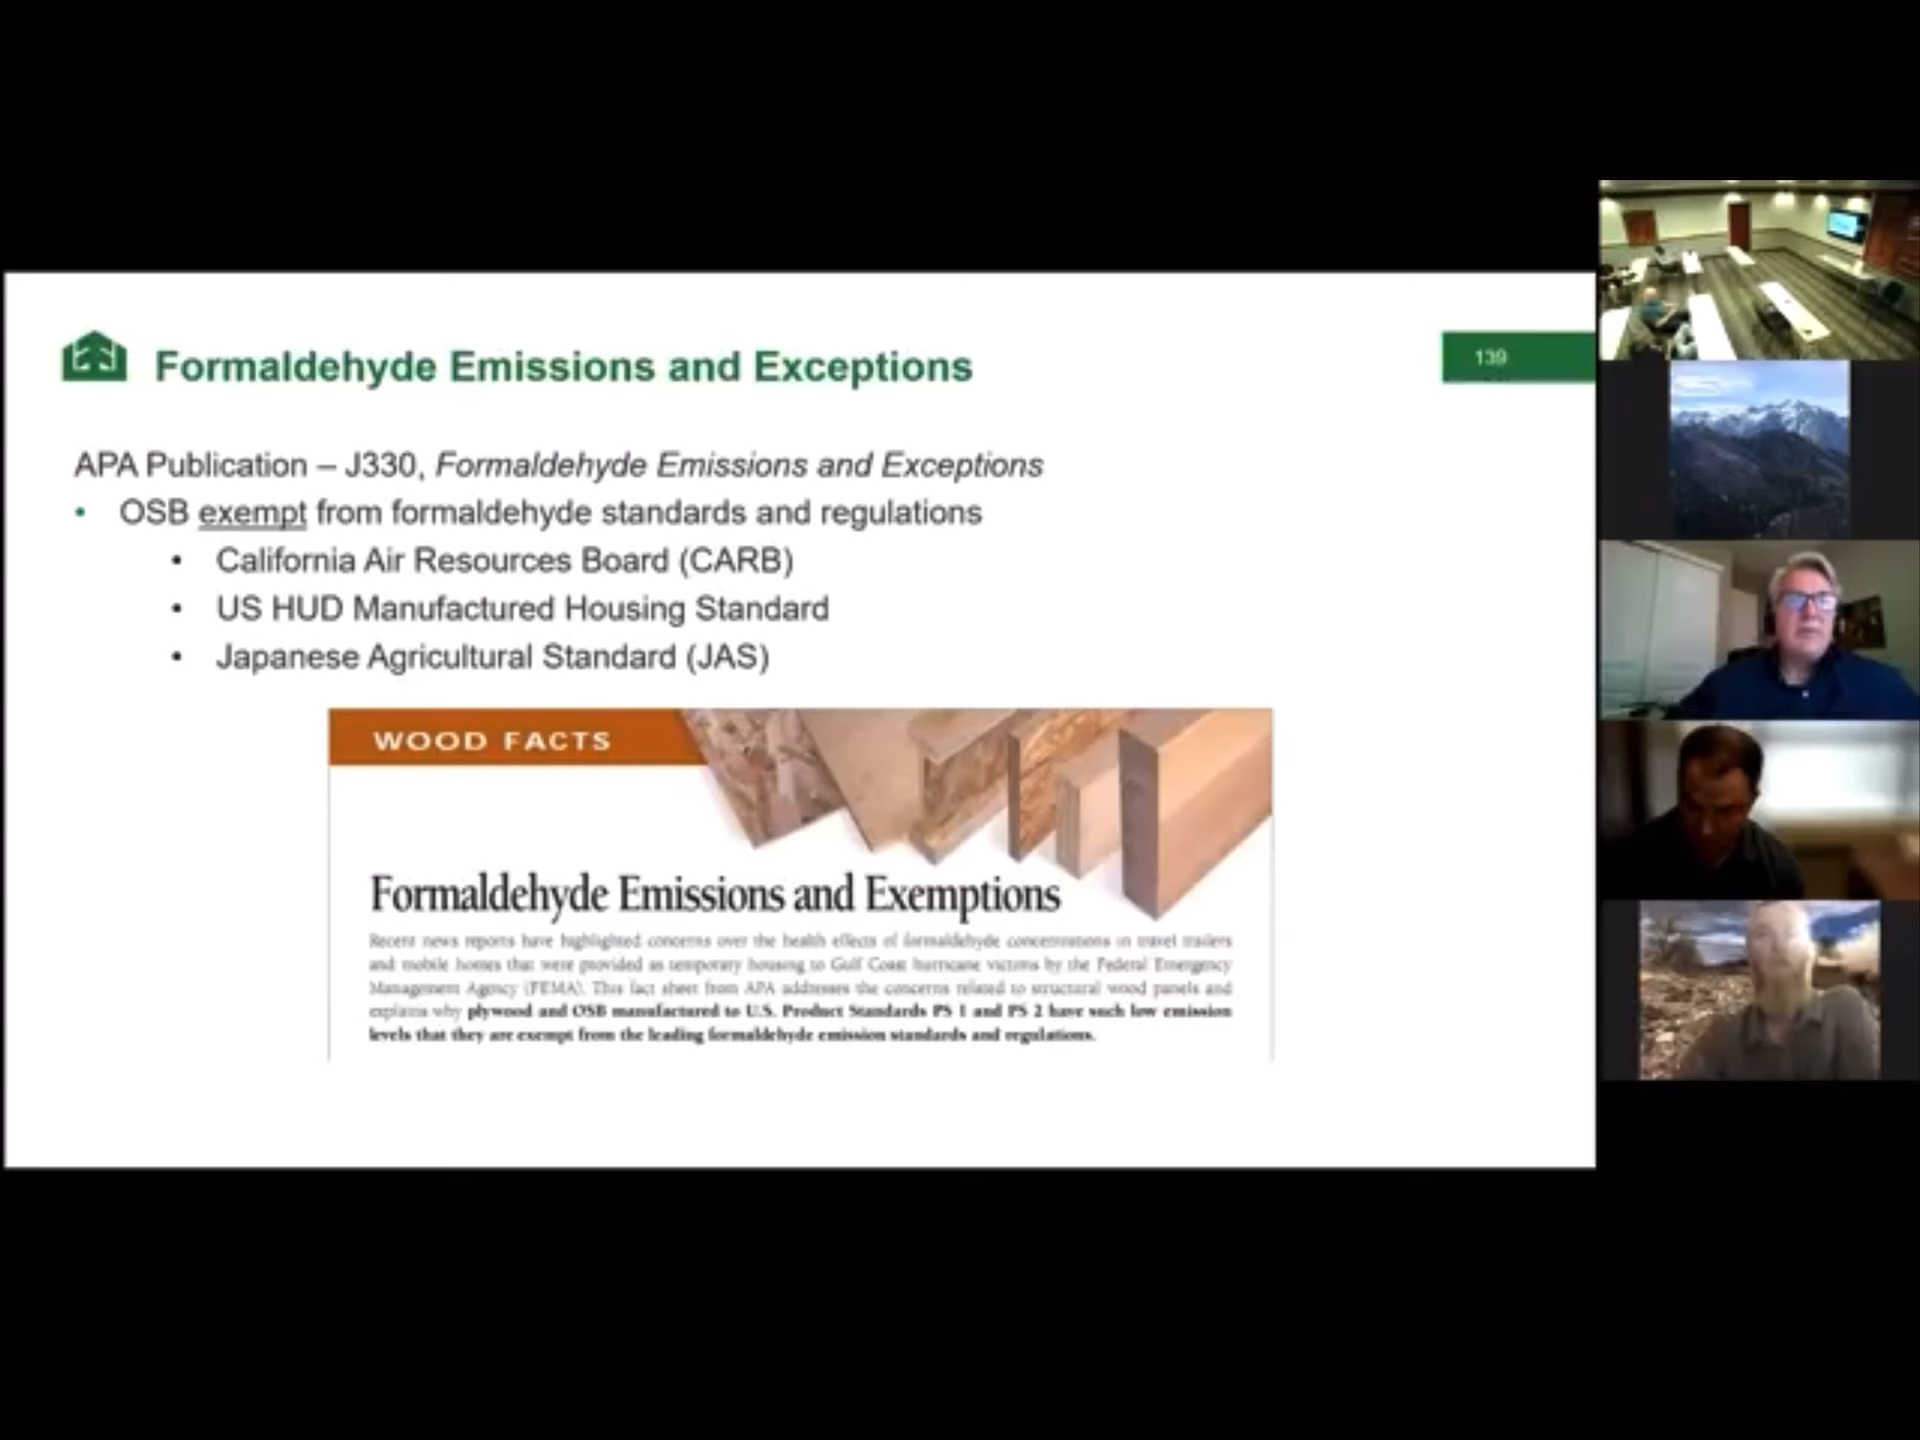 Formaldehyde Emissions and Exceptions
139
APA Publication – J330, Formaldehyde Emissions and Exceptions
• OSB exempt from formaldehyde standards and regulations
• California Air Resources Board (CARB)
• US HUD Manufactured Housing Standard
• Japanese Agricultural Standard (JAS)
WOOD FACTS
Formaldehyde Emissions and Exemptions
Recent news reports have highlighted concerns over the health effects of formaldehyde concentrations in travel trailers
and mobile homes that were provided as temporary housing to Gulf Coast hurricane victims by the Federal Emergency
Management Agency (FEMA). This fact sheet from APA addresses the concerns related to structural wood panels and
explains why plywood and OSB manufactured to U.S. Product Standards PS 1 and PS 2 have such low emission
levels that they are exempt from the leading formaldehyde emission standards and regulations.